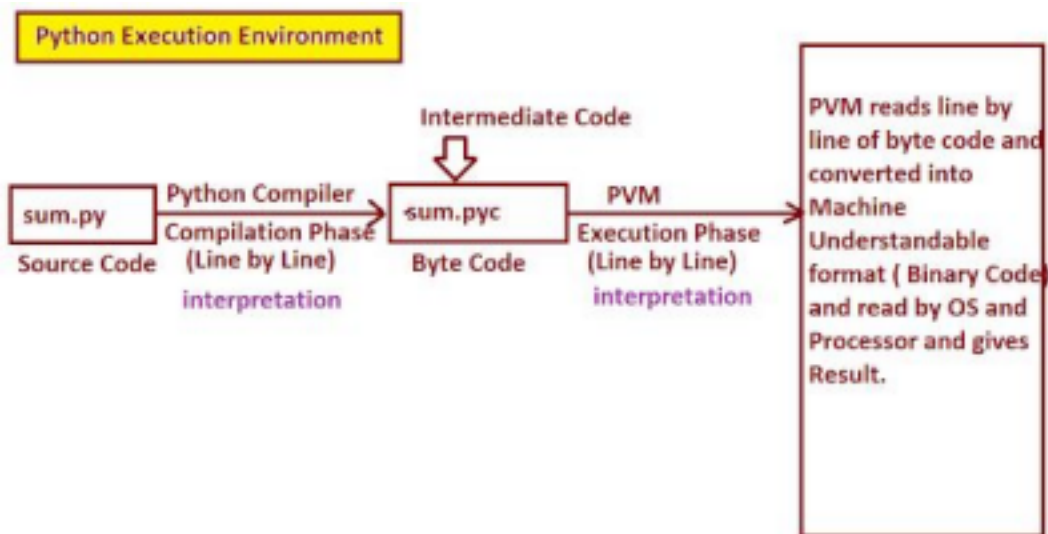 Python Execution Environment
Intermediate Code
sum.py
Python Compiler
Compilation Phase
(Line by Line)
interpretation
Source Code
sum.pyc
Byte Code
PVM
Execution Phase
(Line by Line)
interpretation
PVM reads line by
line of byte code and
converted into
Machine
Understandable
format ( Binary Code)
and read by OS and
Processor and gives
Result.